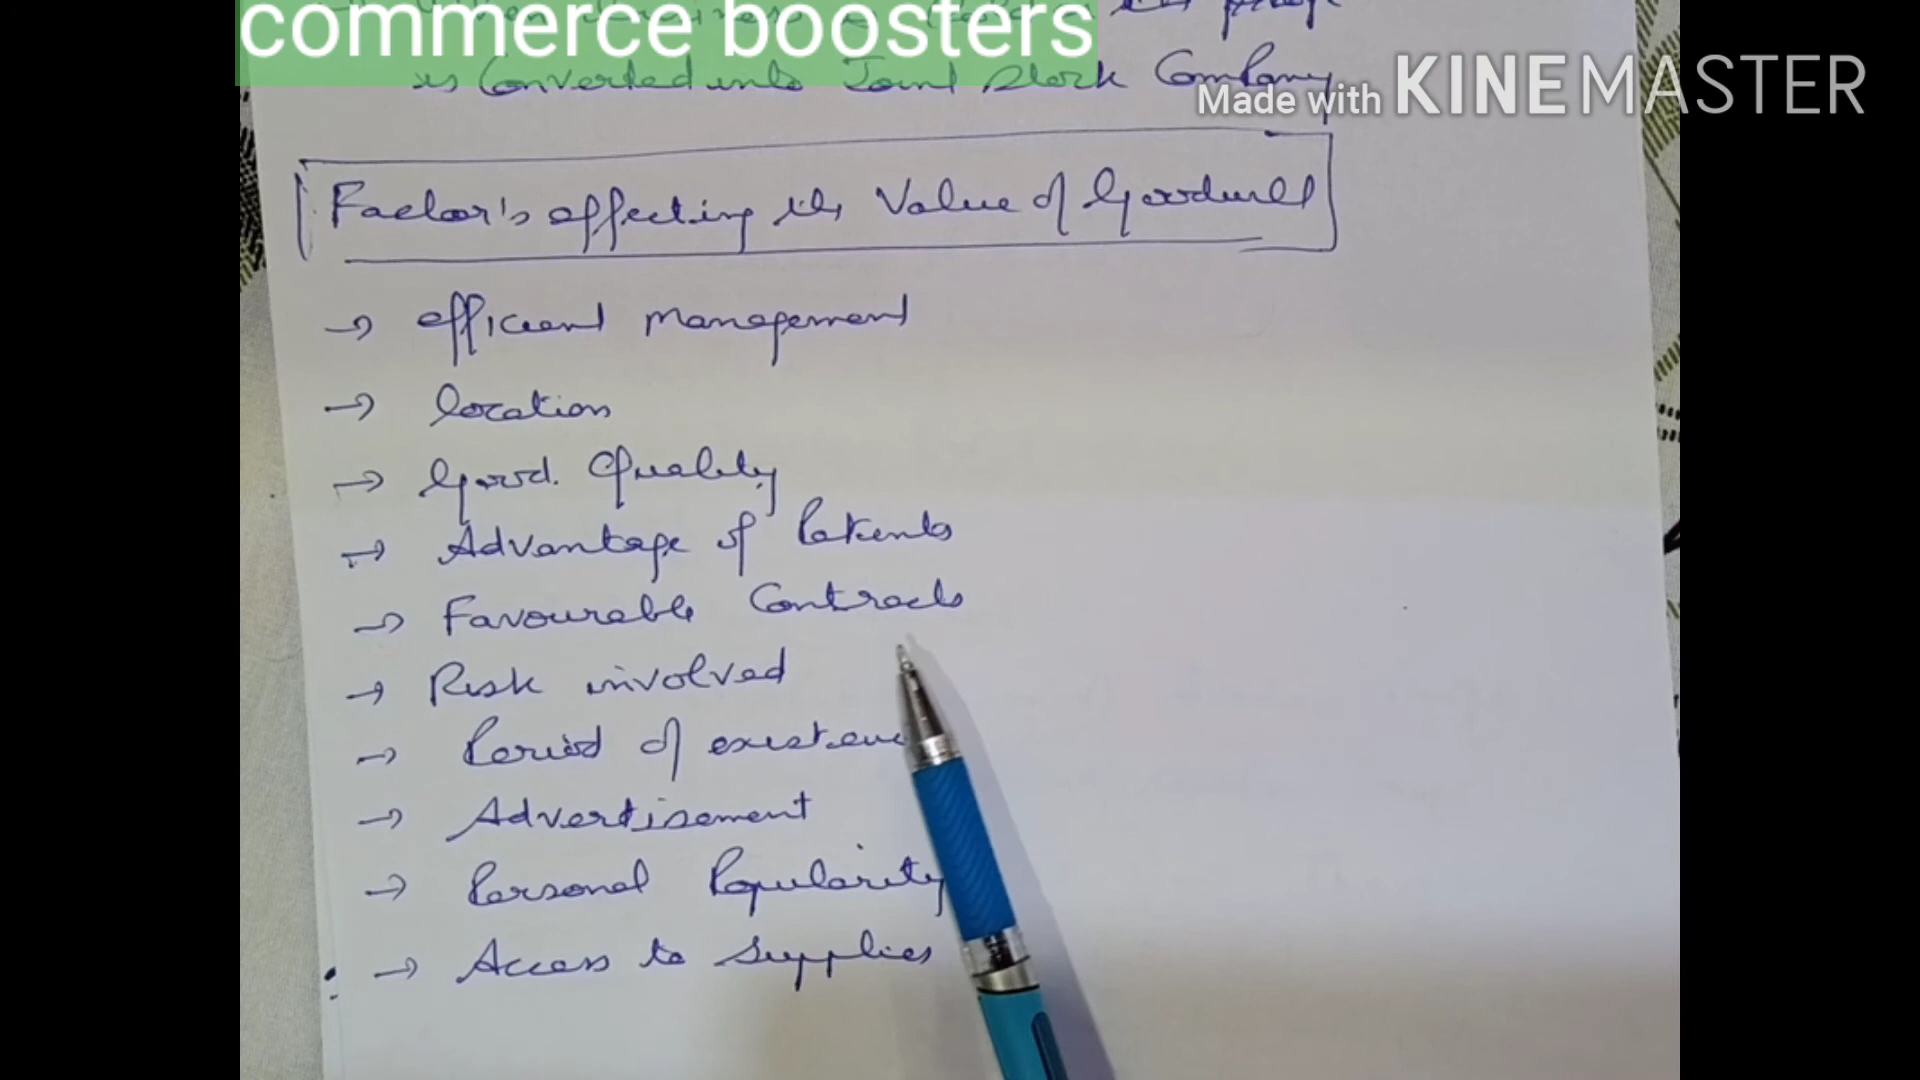 commerce boosters
is Converted into Joint Stock Company
Made with KINEMASTER
Factor's affecting the Value of Goodwill
→ efficient management
→ location
→ Good Quality
→ Advantage of Patents
→ Favourable Contracts
→ Risk involved
→ Period of
→ Advertisement
→ Personal Popularity
→ Access to Supplies